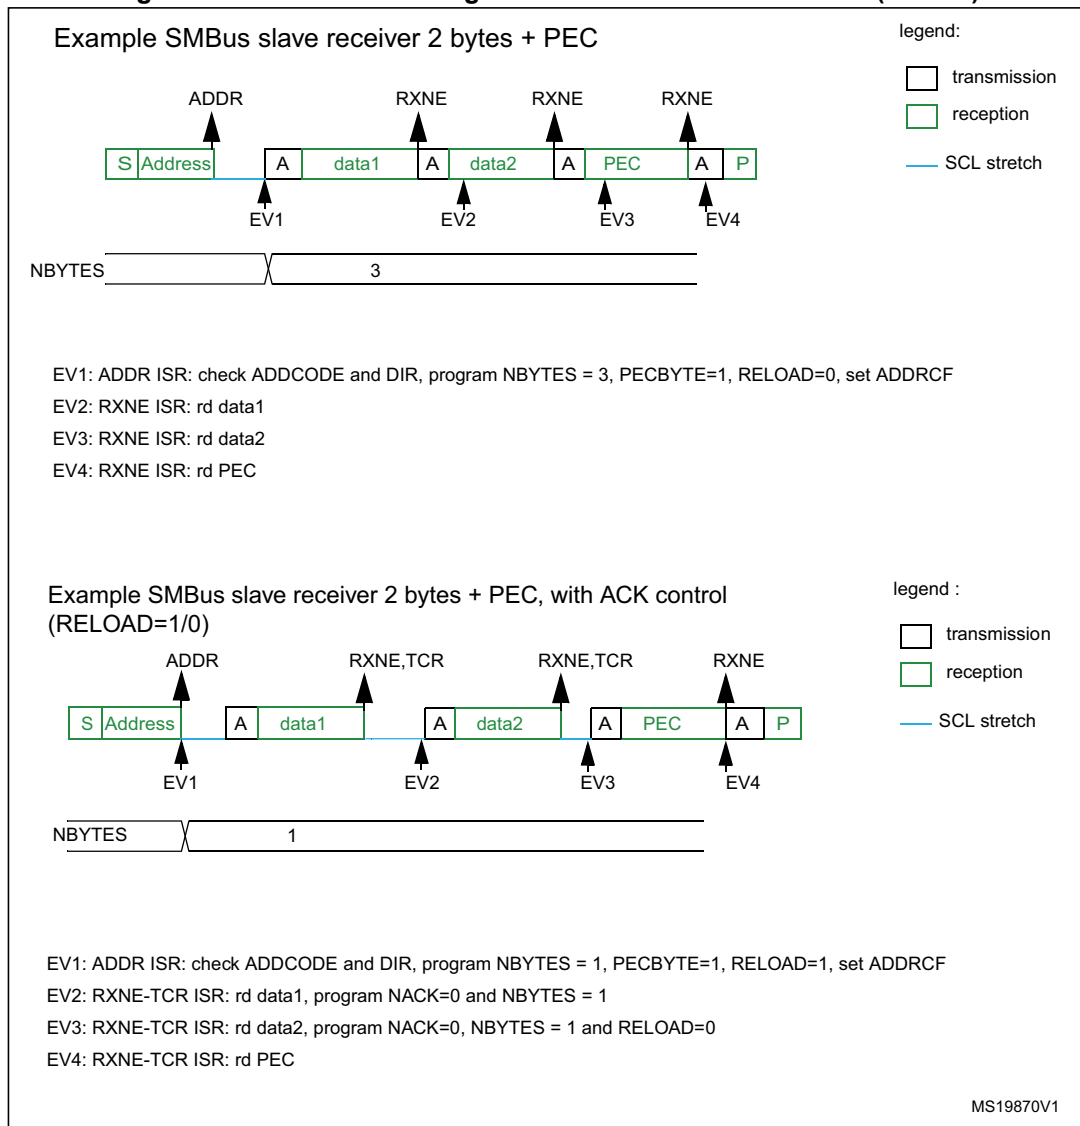 Example SMBus slave receiver 2 bytes + PEC
legend:
transmission
reception
SCL stretch
ADDR RXNE RXNE RXNE
S Address A data1 A data2 A PEC A P
EV1 EV2 EV3 EV4
NBYTES 3
EV1: ADDR ISR: check ADDCODE and DIR, program NBYTES = 3, PECBYTE=1, RELOAD=0, set ADDRCF
EV2: RXNE ISR: rd data1
EV3: RXNE ISR: rd data2
EV4: RXNE ISR: rd PEC
Example SMBus slave receiver 2 bytes + PEC, with ACK control
(RELOAD=1/0)
legend :
transmission
reception
SCL stretch
ADDR RXNE,TCR RXNE,TCR RXNE
S Address A data1 A data2 A PEC A P
EV1 EV2 EV3 EV4
NBYTES 1
EV1: ADDR ISR: check ADDCODE and DIR, program NBYTES = 1, PECBYTE=1, RELOAD=1, set ADDRCF
EV2: RXNE-TCR ISR: rd data1, program NACK=0 and NBYTES = 1
EV3: RXNE-TCR ISR: rd data2, program NACK=0, NBYTES = 1 and RELOAD=0
EV4: RXNE-TCR ISR: rd PEC
MS19870V1